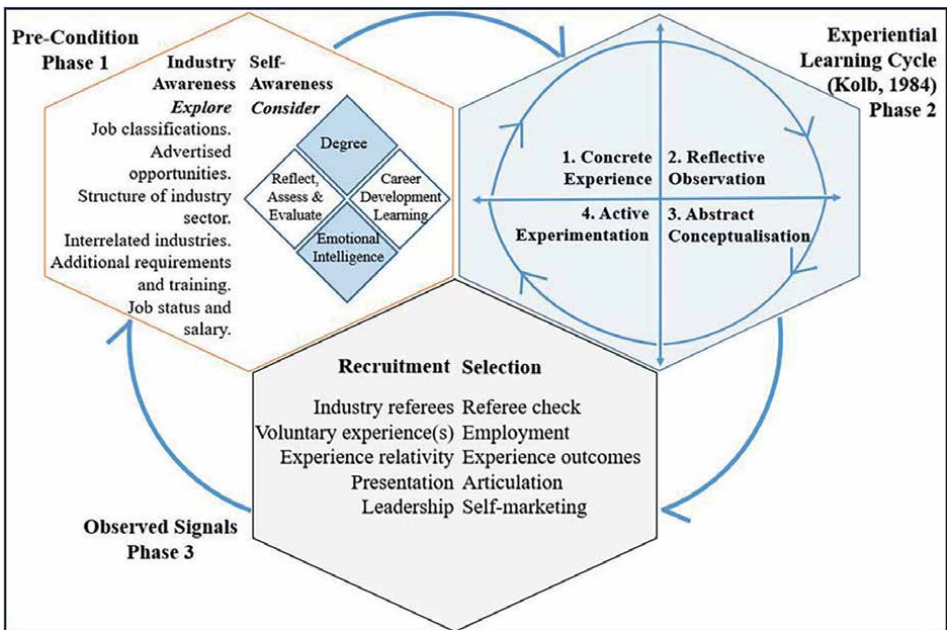 Pre-Condition
Phase 1
Industry
Awareness
Explore
Job classifications.
Advertised
opportunities.
Structure of industry
sector.
Interrelated industries.
Additional requirements
and training.
Job status and
salary.
Self-
Awareness
Consider
Degree
Reflect,
Assess &
Evaluate
Career
Development
Learning
Emotional
Intelligence
Experiential
Learning Cycle
(Kolb, 1984)
Phase 2
1. Concrete
Experience
2. Reflective
Observation
4. Active
Experimentation
3. Abstract
Conceptualisation
Recruitment Selection
Industry referees Referee check
Voluntary experience(s) Employment
Experience relativity Experience outcomes
Presentation Articulation
Leadership Self-marketing
Observed Signals
Phase 3